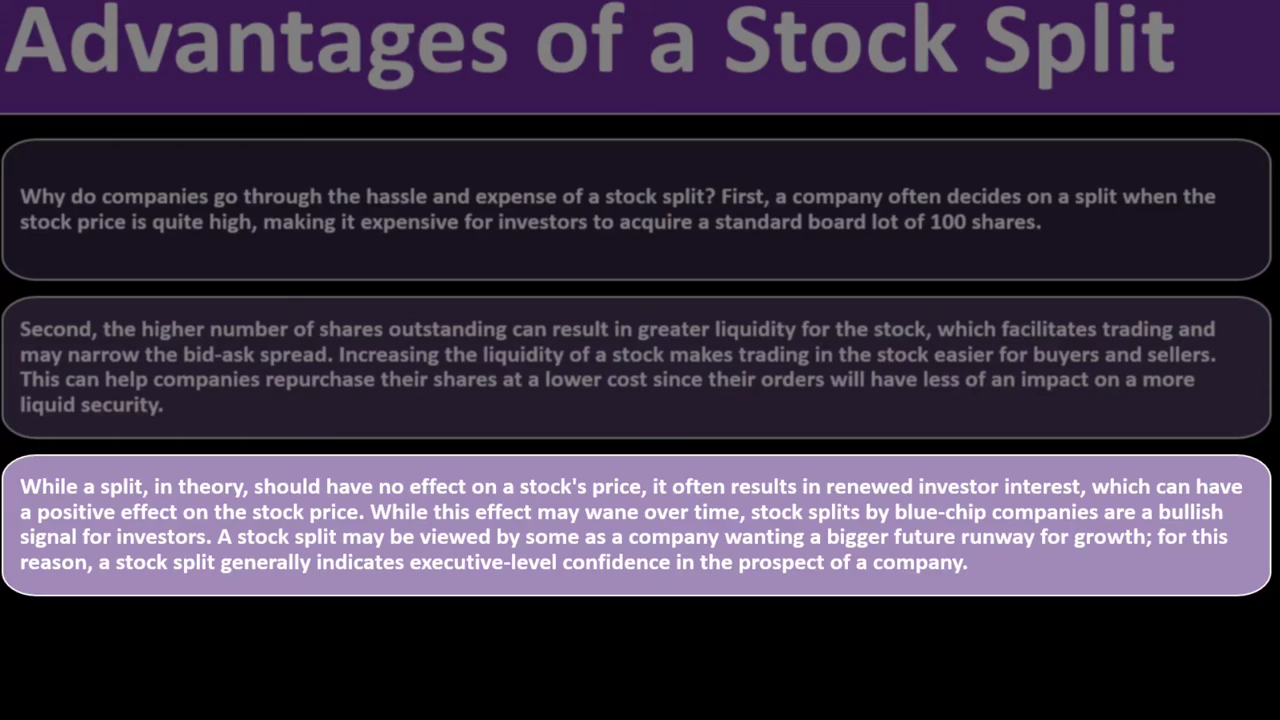 Advantages of a Stock Split
Why do companies go through the hassle and expense of a stock split? First, a company often decides on a split when the
stock price is quite high, making it expensive for investors to acquire a standard board lot of 100 shares.
Second, the higher number of shares outstanding can result in greater liquidity for the stock, which facilitates trading and
may narrow the bid-ask spread. Increasing the liquidity of a stock makes trading in the stock easier for buyers and sellers.
This can help companies repurchase their shares at a lower cost since their orders will have less of an impact on a more
liquid security.
While a split, in theory, should have no effect on a stock's price, it often results in renewed investor interest, which can have
a positive effect on the stock price. While this effect may wane over time, stock splits by blue-chip companies are a bullish
signal for investors. A stock split may be viewed by some as a company wanting a bigger future runway for growth; for this
reason, a stock split generally indicates executive-level confidence in the prospect of a company.